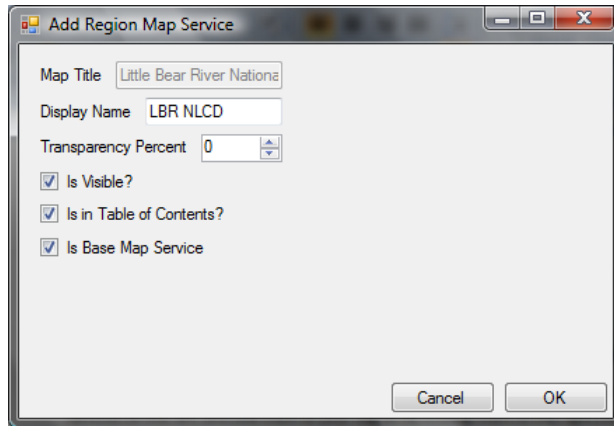 Add Region Map Service
Map Title Little Bear River Nationa
Display Name LBR NLCD
Transparency Percent 0
Is Visible?
Is in Table of Contents?
Is Base Map Service
Cancel OK